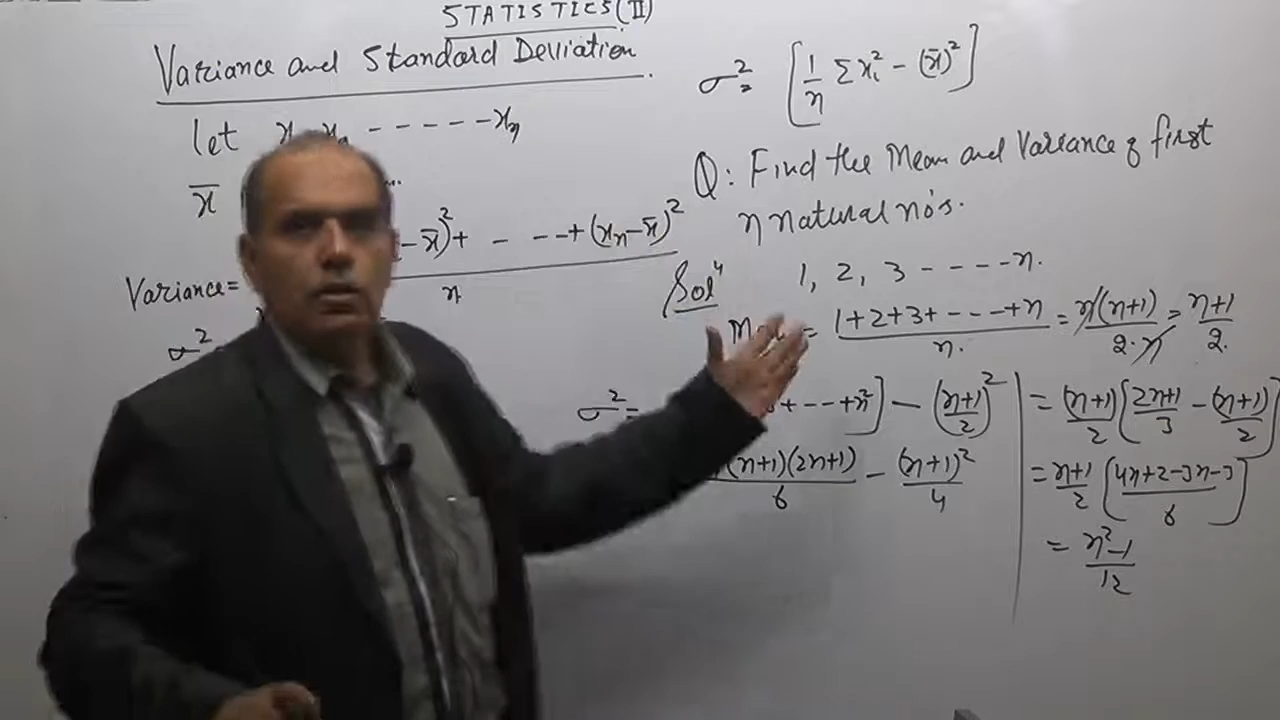 STATISTICS(II)
Variance and Standard Deviation
let x₁ x₂ -----xₙ
x̄
-x̄)²+ - --+(xₙ-x̄)²
Variance=
n
σ²
σ²= [1/n Σxᵢ² - (x̄)²]
Q: Find the Mean and Variance of first
n natural no's.
Solⁿ 1, 2, 3 -----n.
= (1+2+3+----+n)/n. = n(n+1)/2.n = n+1/2.
σ²= + --+n²] - (n+1/2)²
(n+1)(2n+1)/6 - (n+1)²/4
= (n+1)/2 (2n+1/3 - (n+1)/2)
= n+1/2 (4n+2-3n-3/6)
= n²-1/12